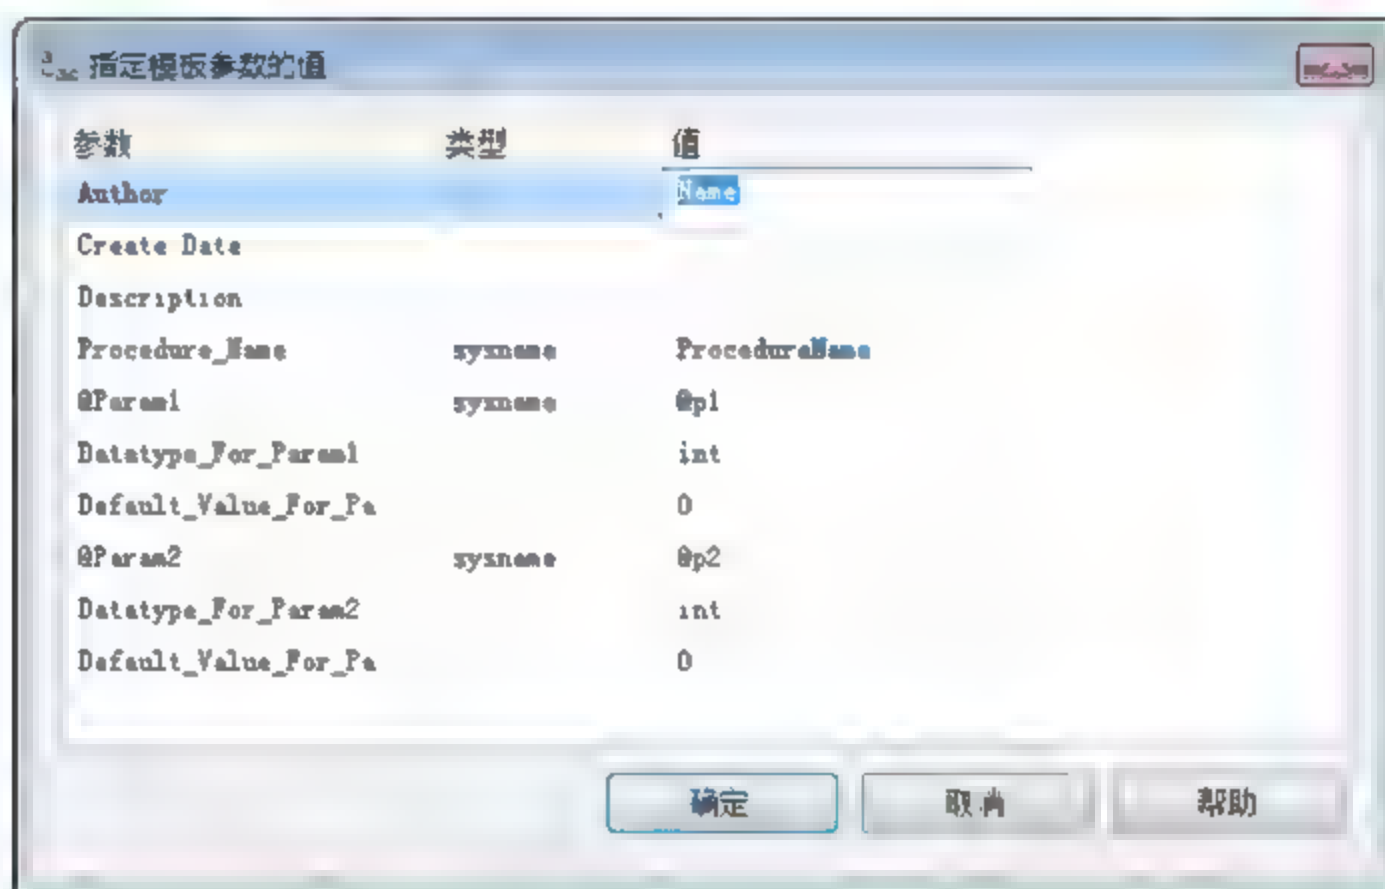 指定模板参数的值
参数 类型 值
Author Name
Create Date
Description
Procedure_Name sysname ProcedureName
@Param1 sysname @p1
Datatype_For_Param1 int
Default_Value_For_Pa 0
@Param2 sysname @p2
Datatype_For_Param2 int
Default_Value_For_Pa 0
确定 取消 帮助